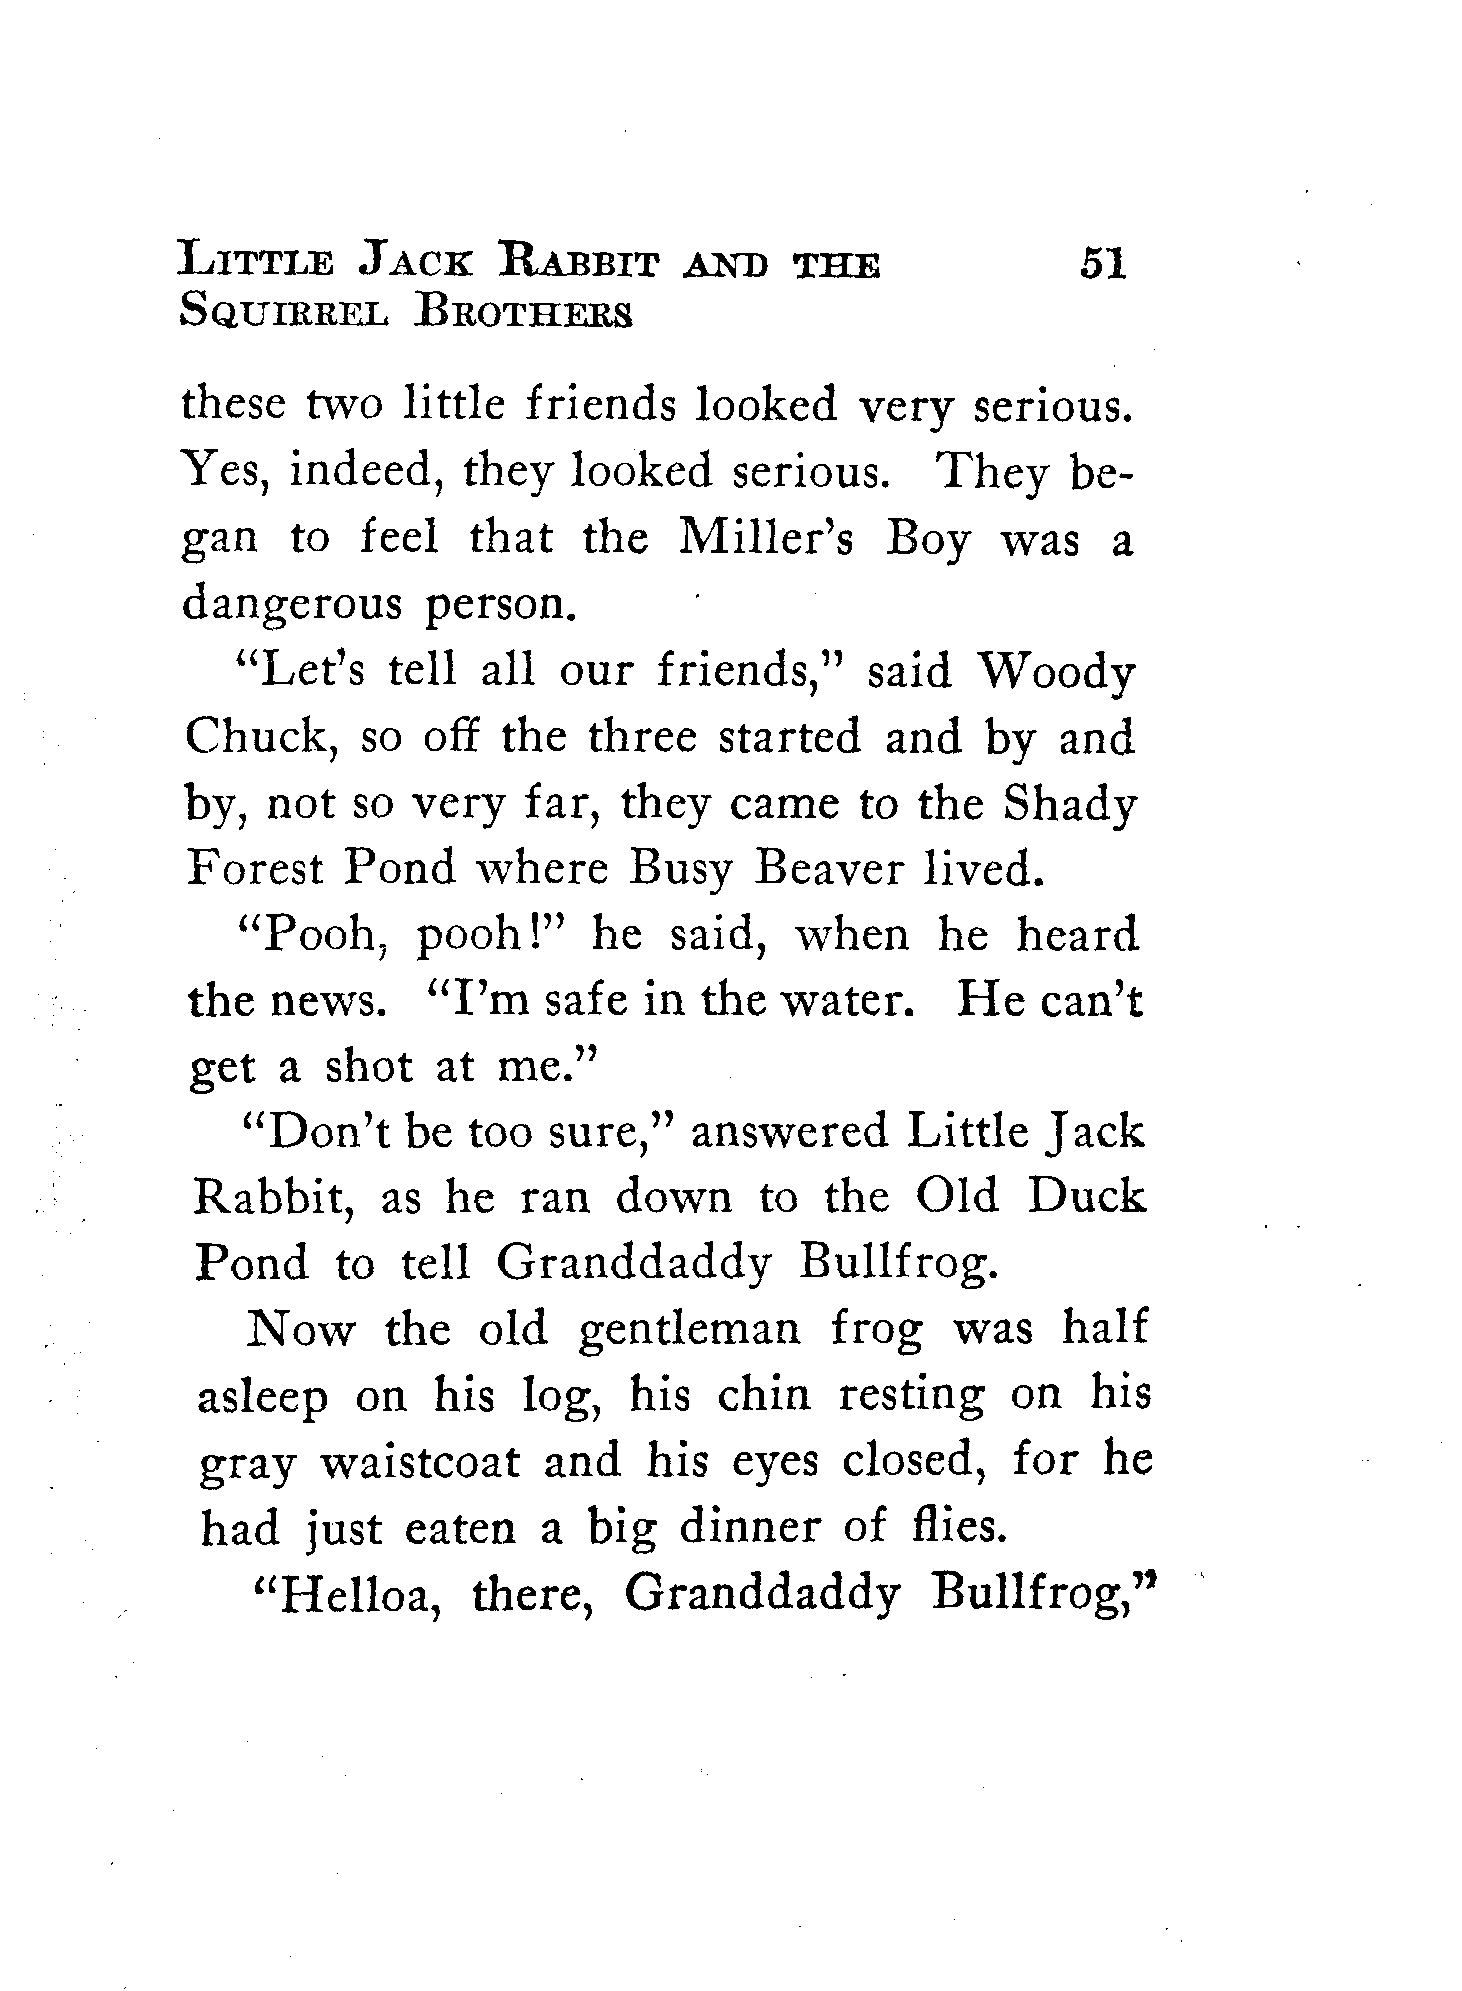 LITTLE JACK RABBIT AND THE 51
SQUIRREL BROTHERS
these two little friends looked very serious.
Yes, indeed, they looked serious. They be-
gan to feel that the Miller's Boy was a
dangerous person.
“Let's tell all our friends,” said Woody
Chuck, so off the three started and by and
by, not so very far, they came to the Shady
Forest Pond where Busy Beaver lived.
“Pooh, pooh!” he said, when he heard
the news. “I'm safe in the water. He can't
get a shot at me.”
“Don't be too sure,” answered Little Jack
Rabbit, as he ran down to the Old Duck
Pond to tell Granddaddy Bullfrog.
Now the old gentleman frog was half
asleep on his log, his chin resting on his
gray waistcoat and his eyes closed, for he
had just eaten a big dinner of flies.
“Helloa, there, Granddaddy Bullfrog,”